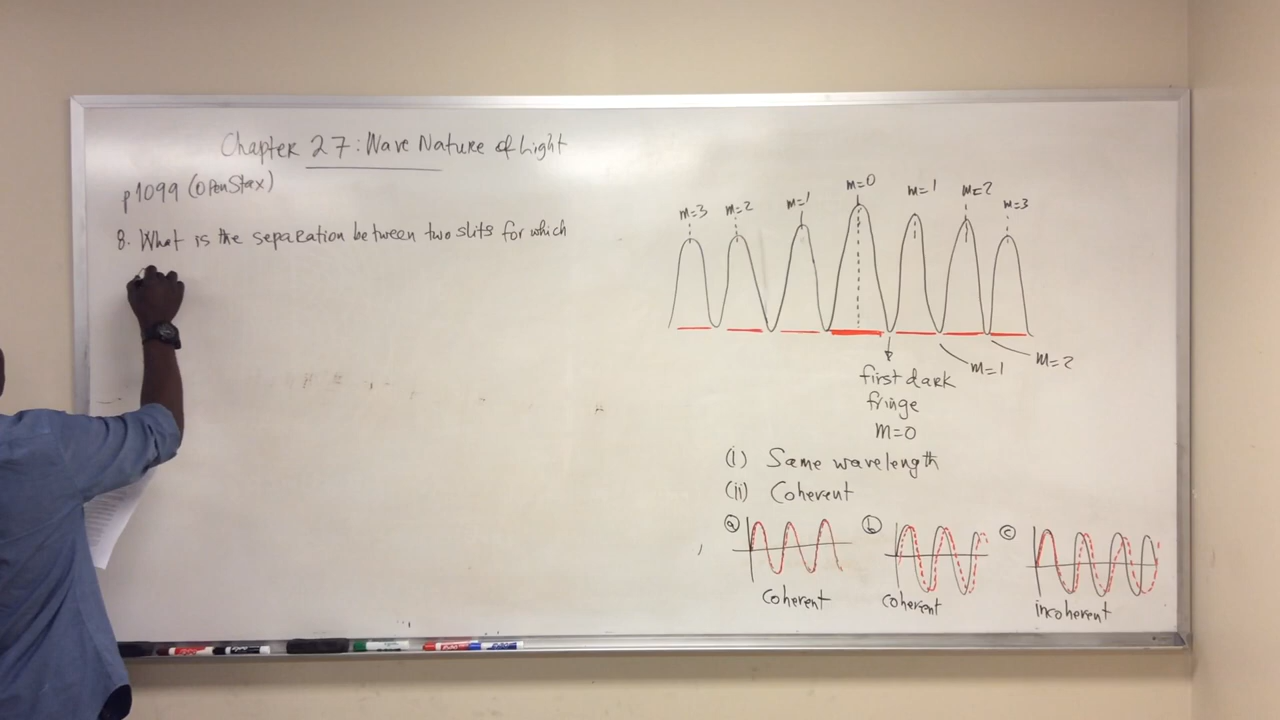 Chapter 27: Wave Nature of Light
p1099 (OpenStax)
8. What is the separation between two slits for which
m=3 m=2 m=1 m=0 m=1 m=2 m=3
m=1 m=2
first dark
fringe
m=0
(i) Same wavelength
(ii) Coherent
(a) (b) (c)
coherent coherent incoherent